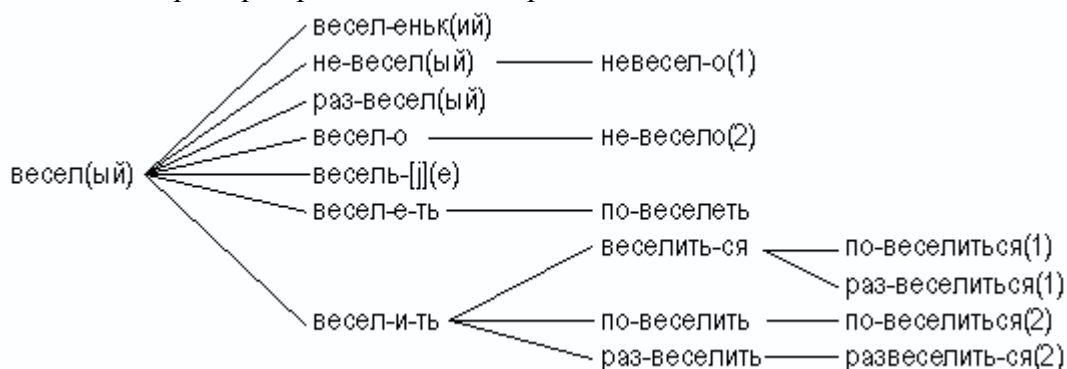 весел-еньк(ий)
не-весел(ый) невесел-о(1)
раз-весел(ый)
весел-о не-весело(2)
весел(ый) весель-[j](е)
весел-е-ть по-веселеть
веселить-ся по-веселиться(1)
раз-веселиться(1)
весел-и-ть по-веселить по-веселиться(2)
раз-веселить развеселить-ся(2)